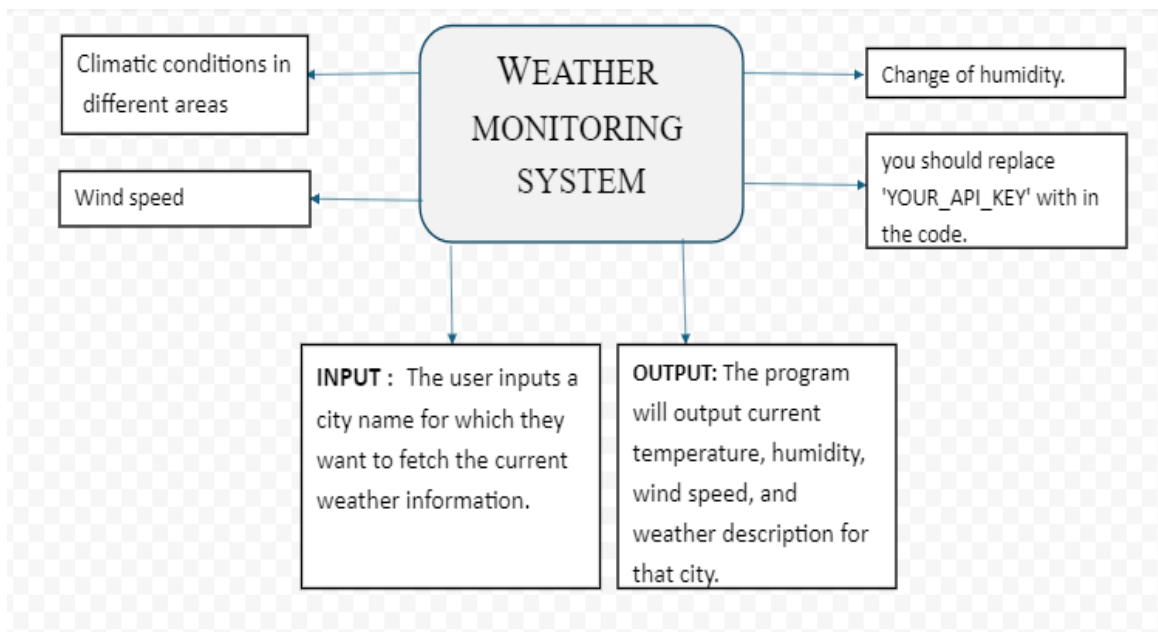 WEATHER
MONITORING
SYSTEM
Climatic conditions in
different areas
Wind speed
Change of humidity.
you should replace
'YOUR_API_KEY' with in
the code.
INPUT : The user inputs a
city name for which they
want to fetch the current
weather information.
OUTPUT: The program
will output current
temperature, humidity,
wind speed, and
weather description for
that city.